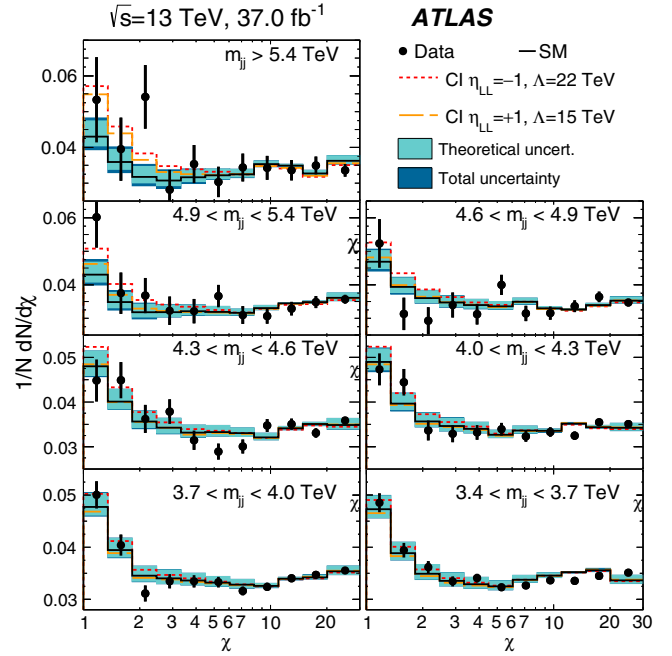 √s=13 TeV, 37.0 fb⁻¹
ATLAS
m_jj > 5.4 TeV
Data
SM
CI η_LL=−1, Λ=22 TeV
CI η_LL=+1, Λ=15 TeV
Theoretical uncert.
Total uncertainty
0.06
0.04
4.9 < m_jj < 5.4 TeV
4.6 < m_jj < 4.9 TeV
0.06
0.04
χ
1/N dN/dχ
4.3 < m_jj < 4.6 TeV
4.0 < m_jj < 4.3 TeV
0.05
0.04
0.03
χ
χ
3.7 < m_jj < 4.0 TeV
3.4 < m_jj < 3.7 TeV
0.05
0.04
0.03
χ
χ
1 2 3 4 5 6 7 10 20
1 2 3 4 5 6 7 10 20 30
χ
χ